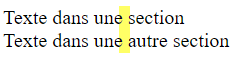 Texte dans une section
Texte dans une autre section